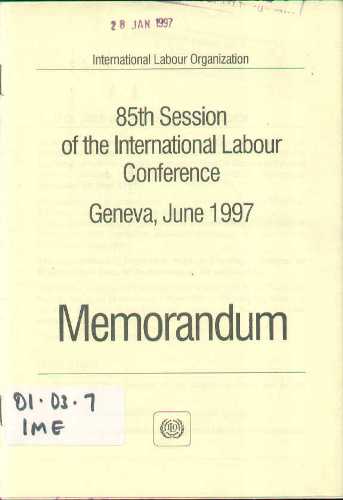 28 JAN 1997
International Labour Organization
85th Session
of the International Labour
Conference
Geneva, June 1997
Memorandum
01·03·7
IME